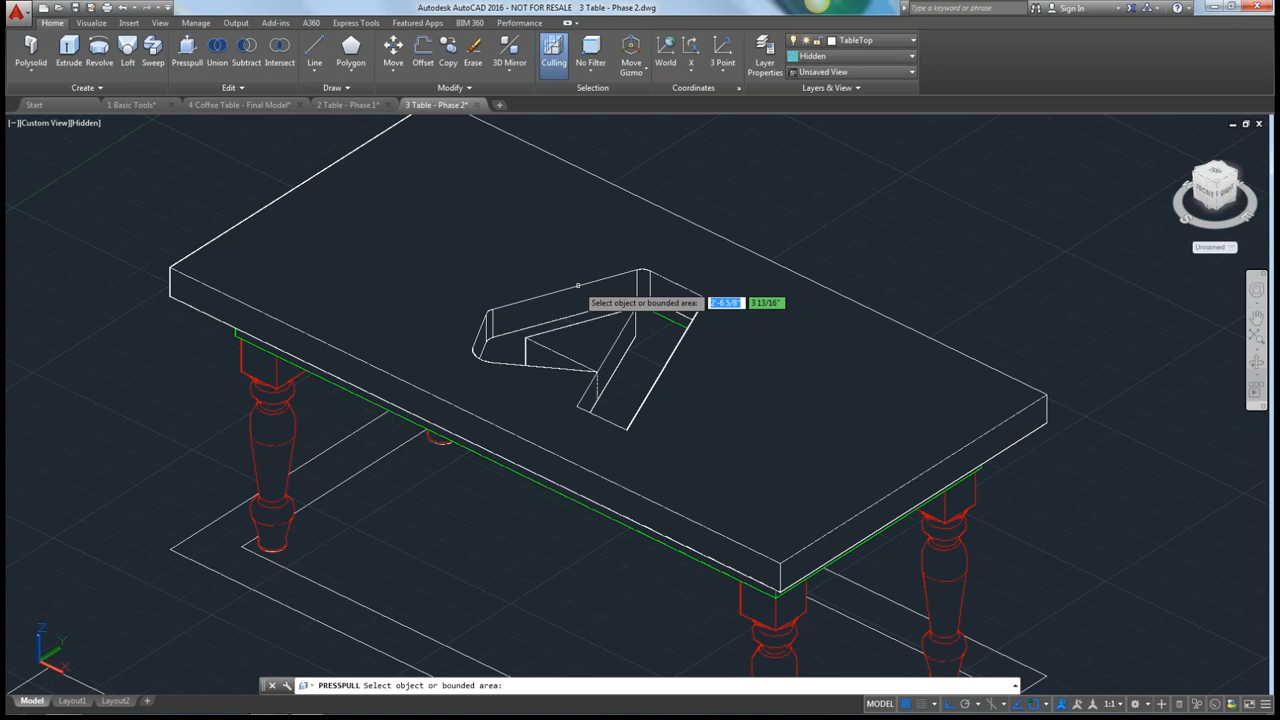 Autodesk AutoCAD 2016 - NOT FOR RESALE 3 Table - Phase 2.dwg
Type a keyword or phrase
Sign In
Home Visualize Insert View Manage Output Add-ins A360 Express Tools Featured Apps BIM 360 Performance
Polysolid Extrude Revolve Loft Sweep Presspull Union Subtract Intersect Line Polygon Move Offset Copy Erase 3D Mirror Culling No Filter Move Gizmo World X 3 Point Layer Properties
TableTop
Hidden
Unsaved View
Create Edit Draw Modify Selection Coordinates Layers & View
Start 1 Basic Tools* 4 Coffee Table - Final Model* 2 Table - Phase 1* 3 Table - Phase 2*
[−][Custom View][Hidden]
FRONT
Unnamed
Select object or bounded area: 2'-6 5/8" 3 13/16"
Z
Y
X
PRESSPULL Select object or bounded area:
Model Layout1 Layout2 +
MODEL 1:1